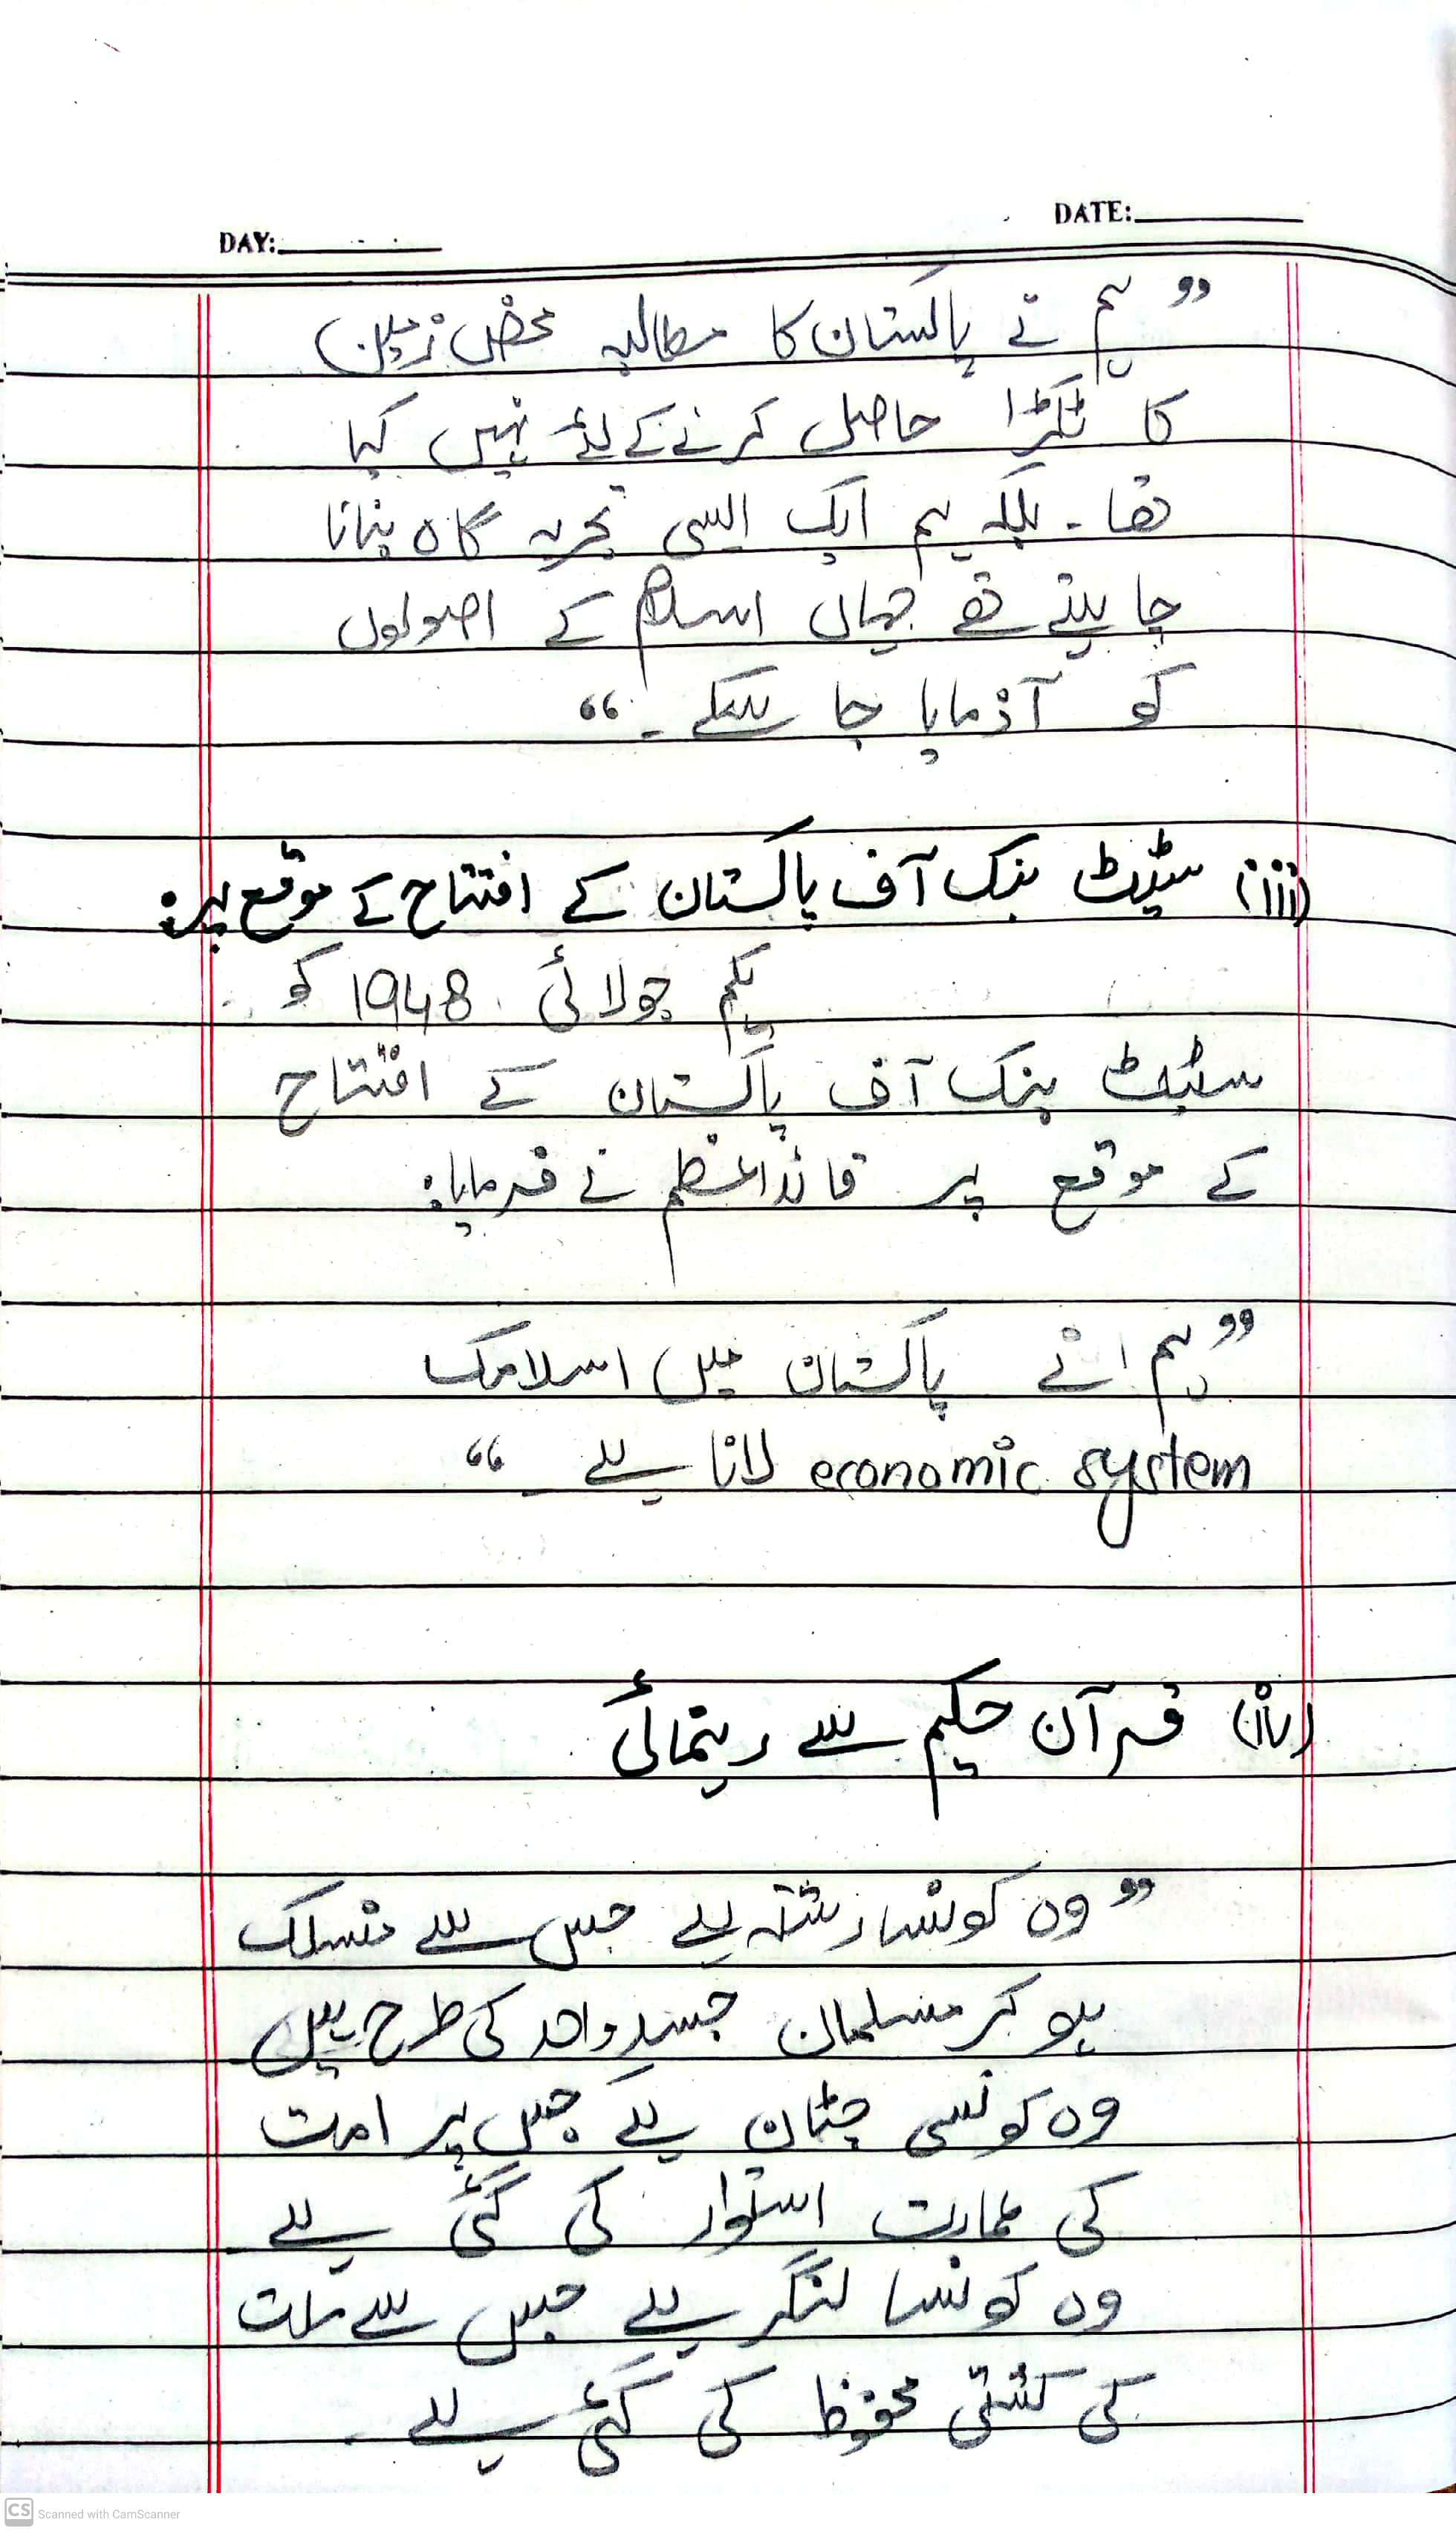 DATE:
DAY:
”ہم نے پاکستان کا مطالبہ محض زمین
کا ٹکڑا حاصل کرنے کے لئے نہیں کیا
تھا۔ بلکہ ہم ایک ایسی تجربہ گاہ بنانا
چاہتے تھے جہاں اسلام کے اصولوں
کو آزمایا جا سکے۔“
(iii) سٹیٹ بنک آف پاکستان کے افتتاح کے موقع پر:
یکم جولائی 1948 کو
سٹیٹ بنک آف پاکستان کے افتتاح
کے موقع پر قائداعظم نے فرمایا:
”ہم نے پاکستان میں اسلامک
economic system لانا ہے۔“
(iv) قرآن حکیم سے رہنمائی
”وہ کونسا رشتہ ہے جس سے منسلک
ہو کر مسلمان جسدِ واحد کی طرح ہیں
وہ کونسی چٹان ہے جس پر امت
کی عمارت استوار کی گئی ہے
وہ کونسا لنگر ہے جس سے امت
کی کشتی محفوظ کی گئی ہے۔
CS Scanned with CamScanner